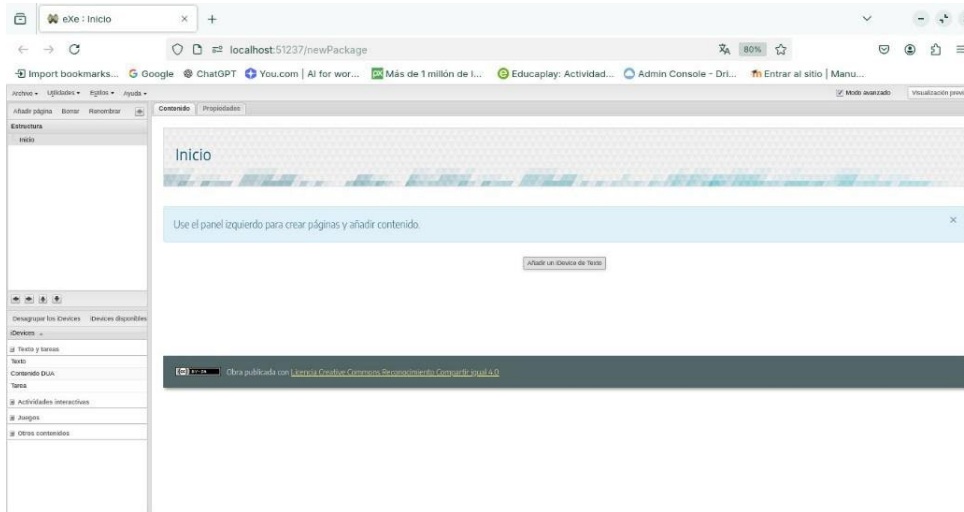 eXe : Inicio
localhost:51237/newPackage
80%
Import bookmarks... Google ChatGPT You.com | AI for wor... Más de 1 millón de i... Educaplay: Actividad... Admin Console - Dri... Entrar al sitio | Manu...
Archivo Utilidades Estilos Ayuda Modo avanzado Visualización previ
Añadir página Borrar Renombrar Contenido Propiedades
Estructura
Inicio
Inicio
Use el panel izquierdo para crear páginas y añadir contenido.
Añadir un iDevice de Texto
Desagrupar los iDevices iDevices disponibles
iDevices
Texto y tareas
Texto
Contenido DUA
Tarea
Actividades interactivas
Juegos
Otros contenidos
Obra publicada con Licencia Creative Commons Reconocimiento Compartir igual 4.0